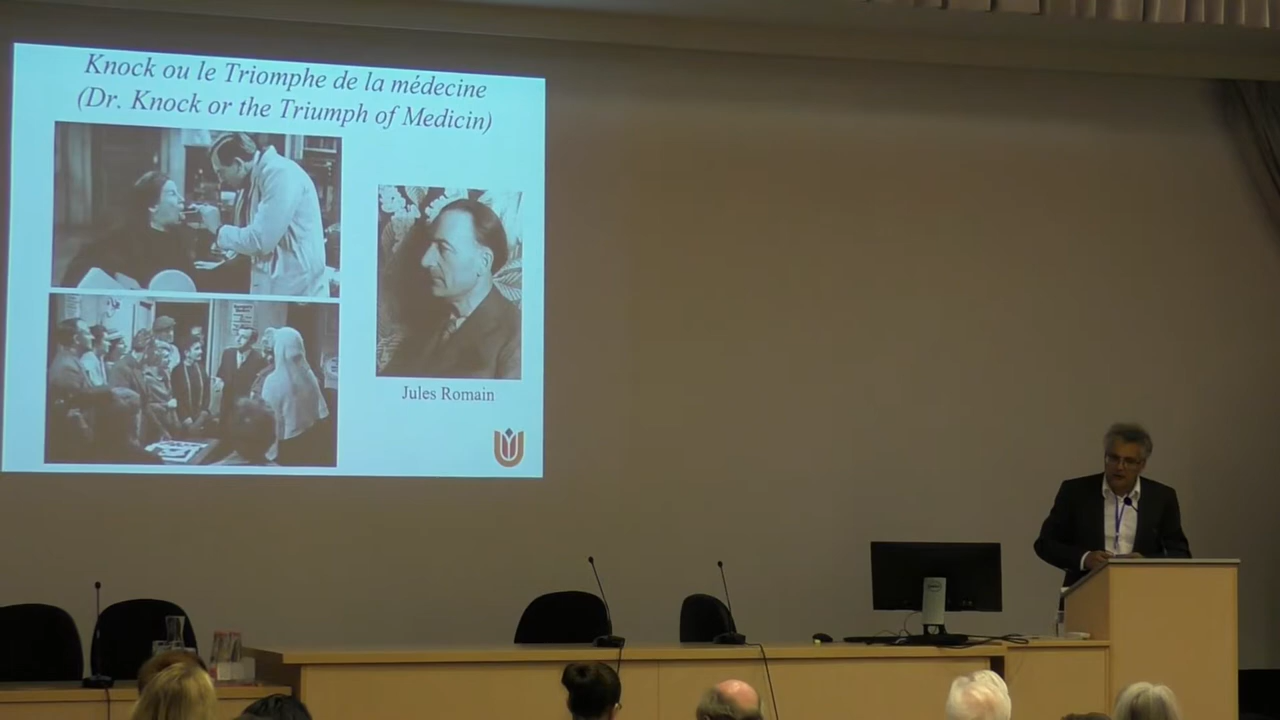 Knock ou le Triomphe de la médecine
(Dr. Knock or the Triumph of Medicin)
Jules Romain